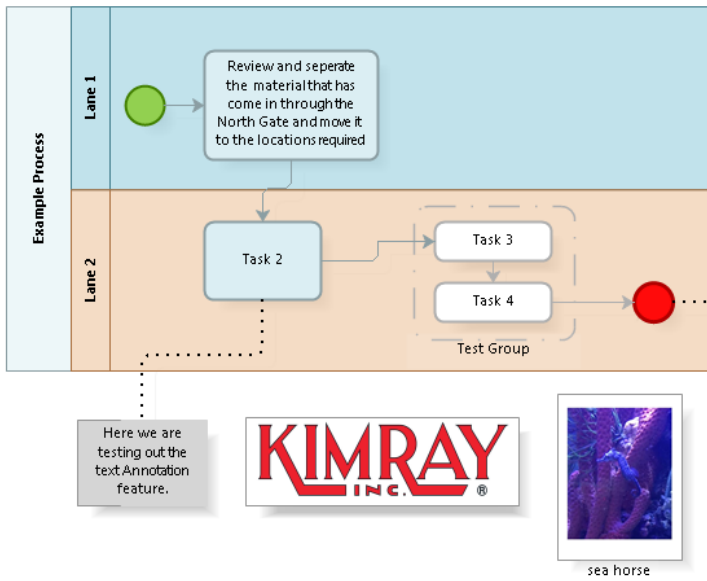 Example Process
Lane 1
Review and seperate
the material that has
come in through the
North Gate and move it
to the locations required
Lane 2
Task 2
Task 3
Task 4
Test Group
Here we are
testing out the
text Annotation
feature.
KIMRAY
INC. ®
sea horse